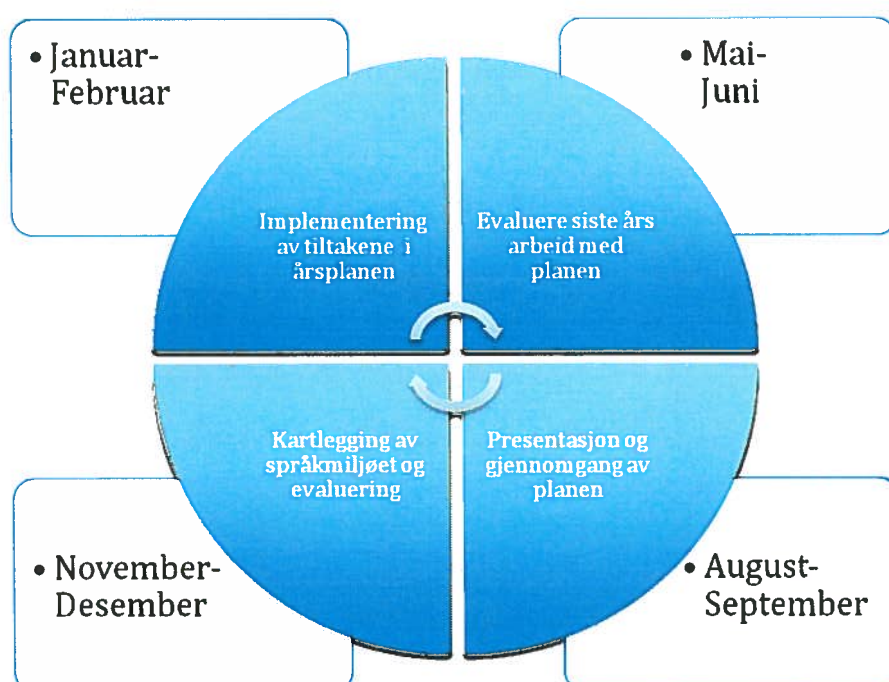 • Januar-
Februar
• Mai-
Juni
Implementering
av tiltakene i
årsplanen
Evaluere siste års
arbeid med
planen
Kartlegging av
språkmiljøet og
evaluering
Presentasjon og
gjennomgang av
planen
• November-
Desember
• August-
September